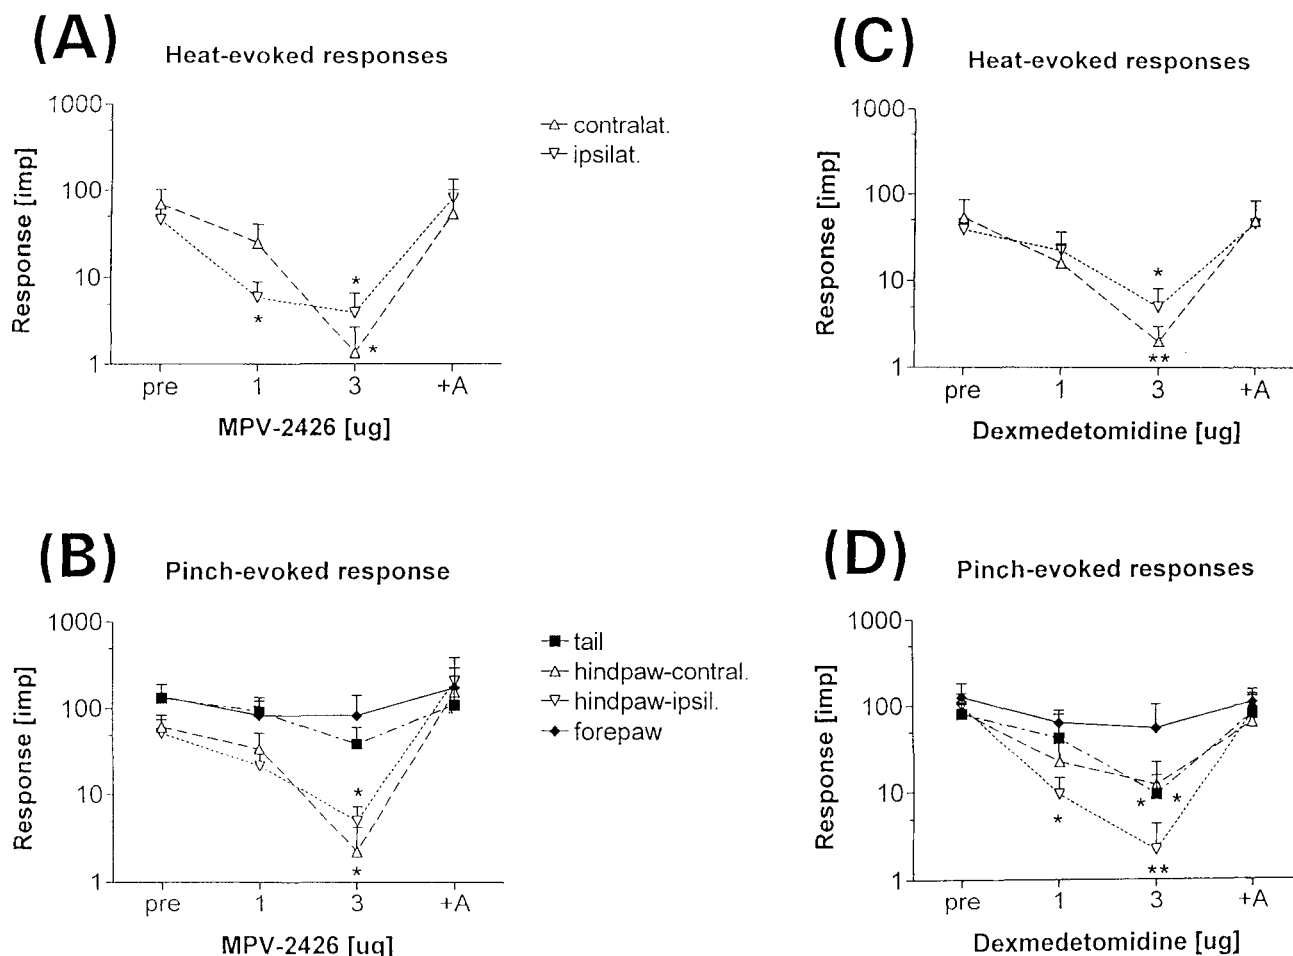 (A)
Heat-evoked responses
1000
100
10
1
Response [imp]
pre 1 3 +A
MPV-2426 [ug]
* * *
contralat.
ipsilat.
(C)
Heat-evoked responses
1000
100
10
1
Response [imp]
pre 1 3 +A
Dexmedetomidine [ug]
*
**
(B)
Pinch-evoked response
1000
100
10
1
Response [imp]
pre 1 3 +A
MPV-2426 [ug]
*
*
tail
hindpaw-contral.
hindpaw-ipsil.
forepaw
(D)
Pinch-evoked responses
1000
100
10
1
Response [imp]
pre 1 3 +A
Dexmedetomidine [ug]
* * *
**